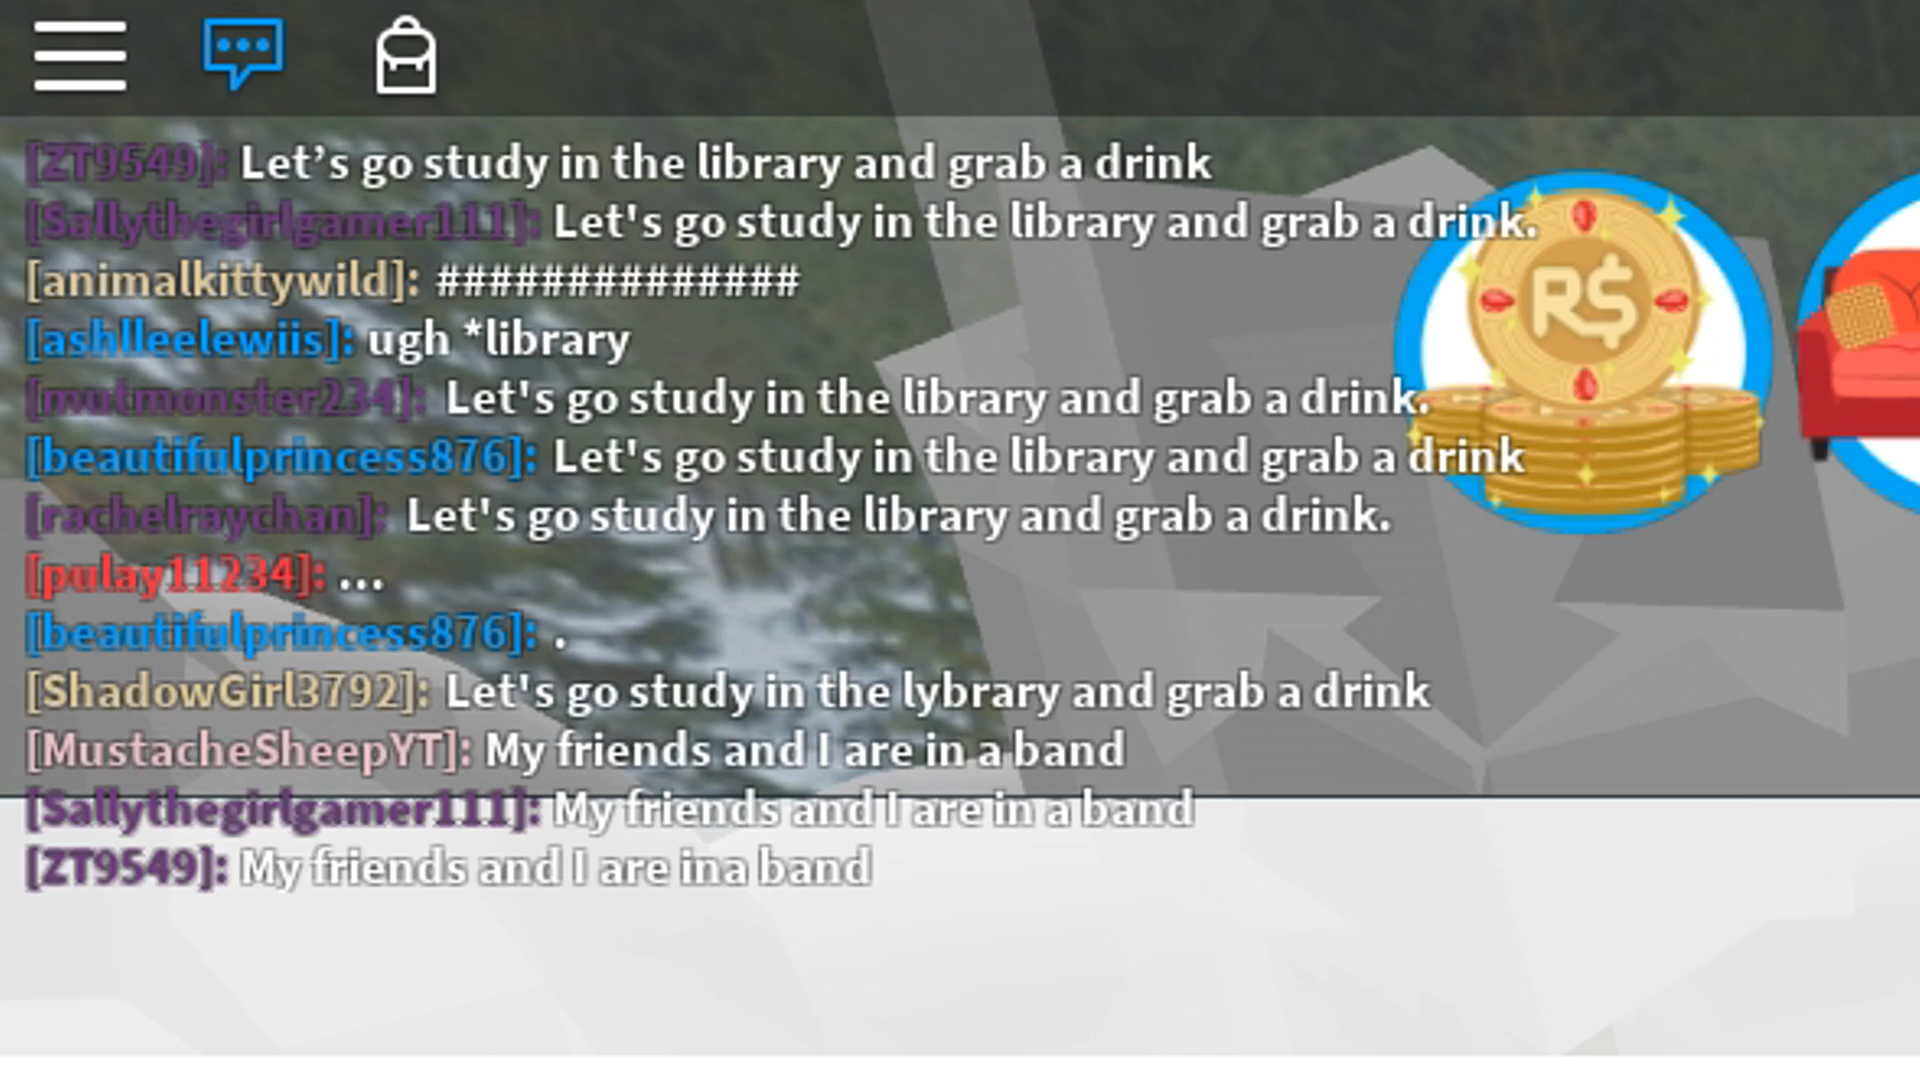 [ZT9549]: Let’s go study in the library and grab a drink
[Sallythegirlgamer111]: Let's go study in the library and grab a drink.
[animalkittywild]: ##############
[ashlleelewiis]: ugh *library
[mutmonster234]: Let's go study in the library and grab a drink.
[beautifulprincess876]: Let's go study in the library and grab a drink
[rachelraychan]: Let's go study in the library and grab a drink.
[pulay11234]: ...
[beautifulprincess876]: .
[ShadowGirl3792]: Let's go study in the lybrary and grab a drink
[MustacheSheepYT]: My friends and I are in a band
[Sallythegirlgamer111]: My friends and I are in a band
[ZT9549]: My friends and I are ina band
R$